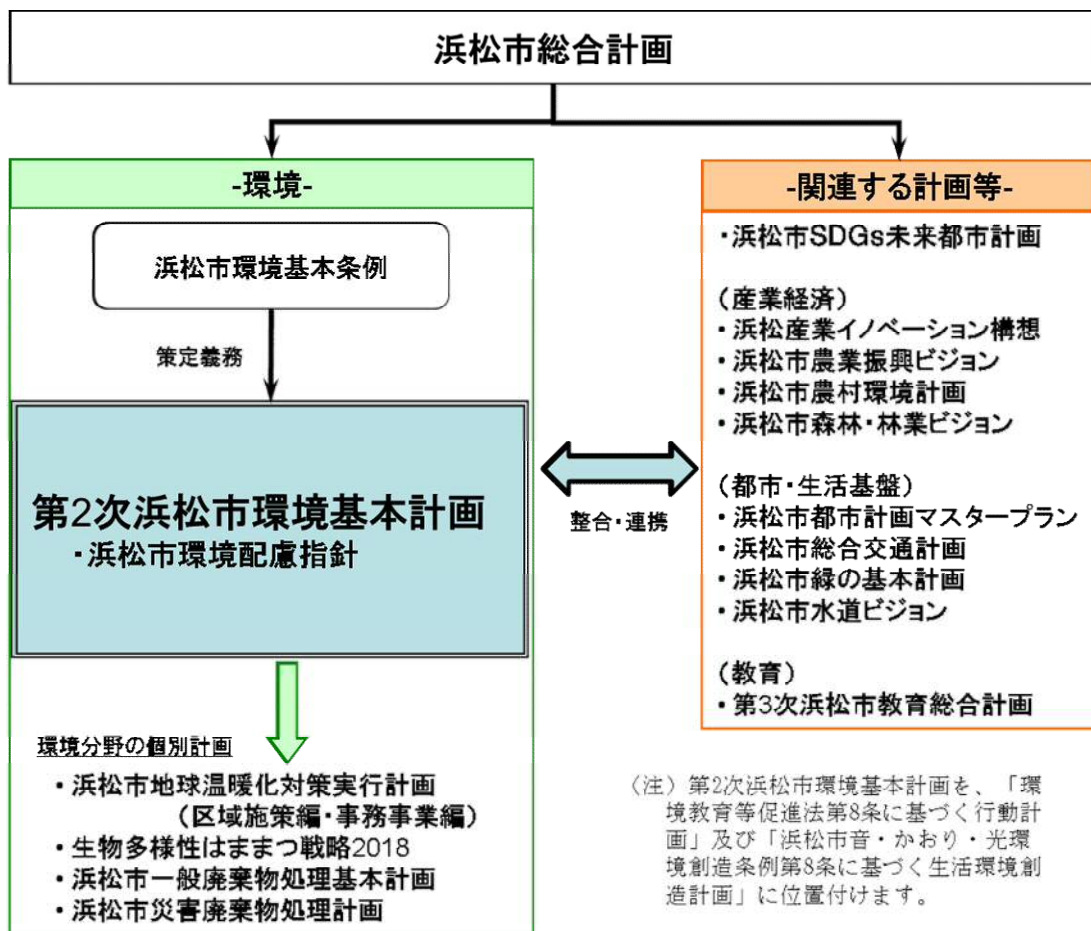 浜松市総合計画
-環境-
浜松市環境基本条例
策定義務
第2次浜松市環境基本計画
・浜松市環境配慮指針
環境分野の個別計画
・浜松市地球温暖化対策実行計画
（区域施策編・事務事業編）
・生物多様性はままつ戦略2018
・浜松市一般廃棄物処理基本計画
・浜松市災害廃棄物処理計画
整合・連携
-関連する計画等-
・浜松市SDGs未来都市計画
（産業経済）
・浜松産業イノベーション構想
・浜松市農業振興ビジョン
・浜松市農村環境計画
・浜松市森林・林業ビジョン
（都市・生活基盤）
・浜松市都市計画マスタープラン
・浜松市総合交通計画
・浜松市緑の基本計画
・浜松市水道ビジョン
（教育）
・第3次浜松市教育総合計画
（注）第2次浜松市環境基本計画を、「環
境教育等促進法第8条に基づく行動計
画」及び「浜松市音・かおり・光環
境創造条例第8条に基づく生活環境創
造計画」に位置付けます。